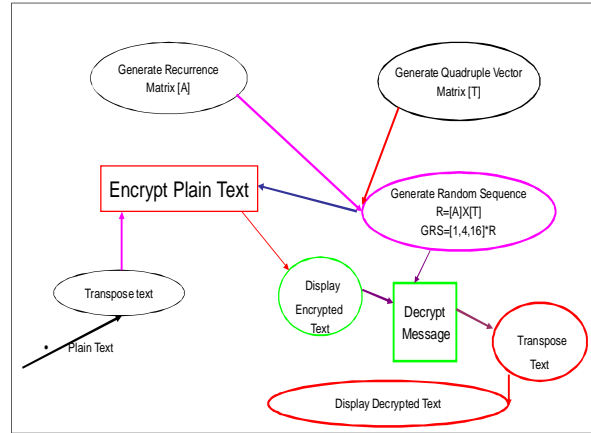 Generate Recurrence
Matrix [A]
Generate Quadruple Vector
Matrix [T]
Encrypt Plain Text
Generate Random Sequence
R=[A]X[T]
GRS=[1,4,16]*R
Transpose text
• Plain Text
Display
Encrypted
Text
Decrypt
Message
Transpose
Text
Display Decrypted Text